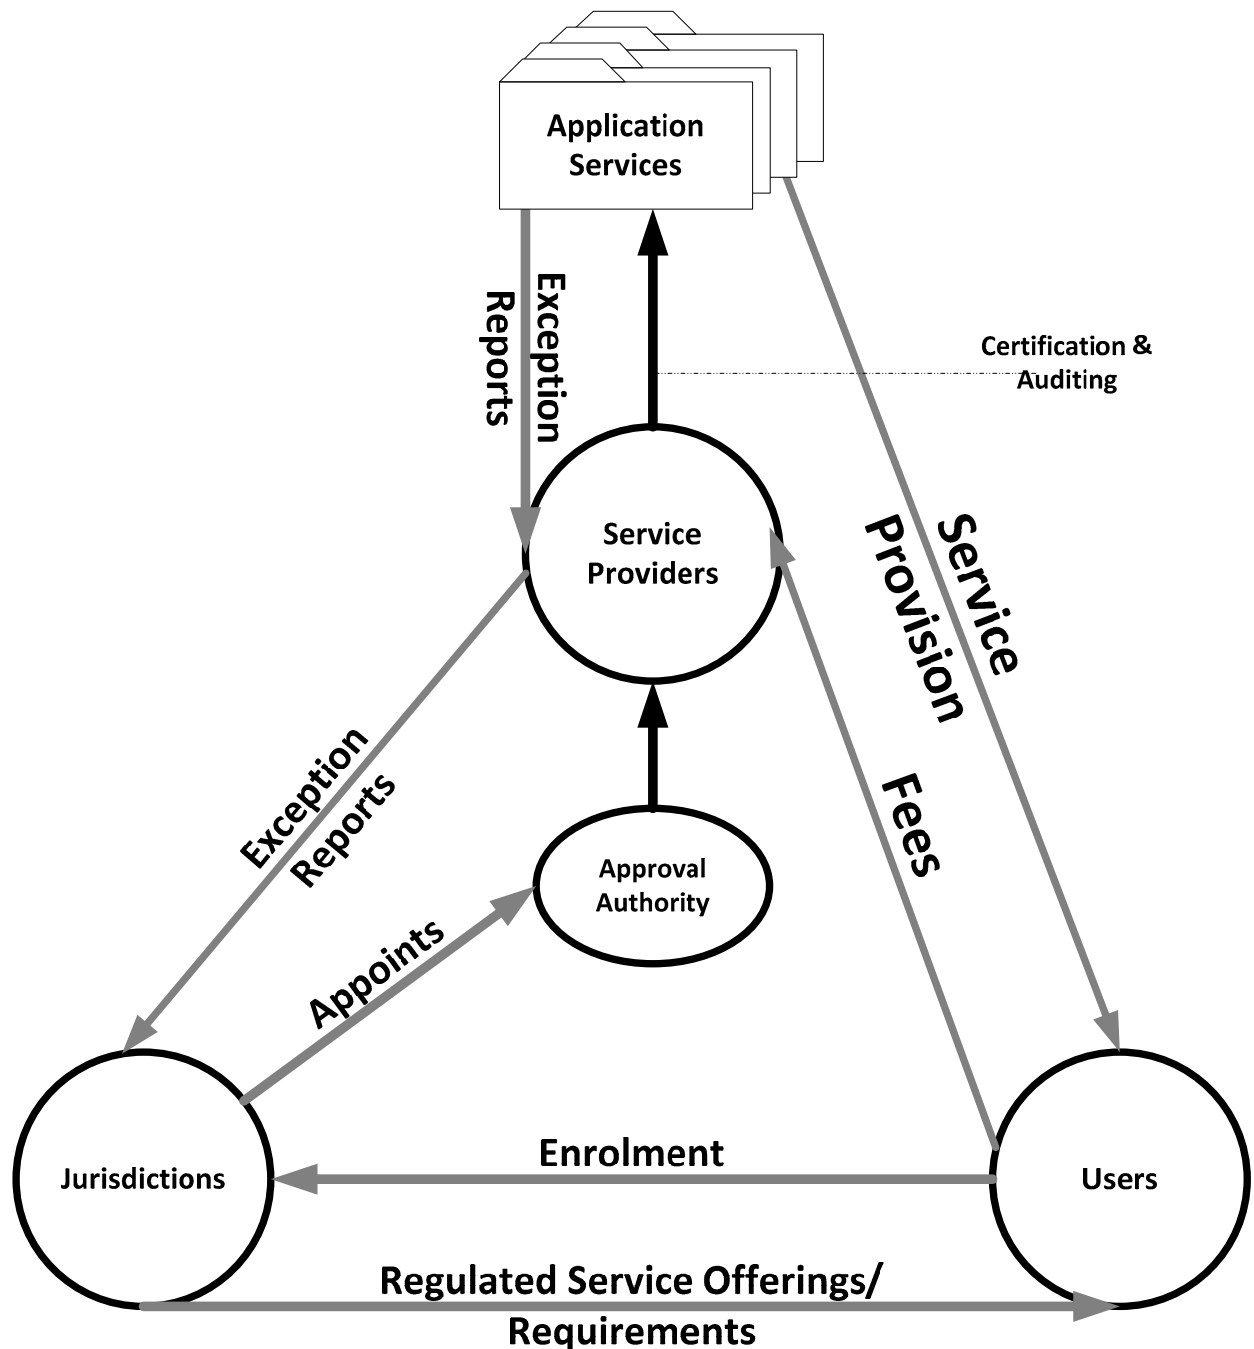 Application
Services
Exception
Reports
Certification &
Auditing
Service
Providers
Service
Provision
Exception
Reports
Fees
Approval
Authority
Appoints
Enrolment
Jurisdictions
Users
Regulated Service Offerings/
Requirements